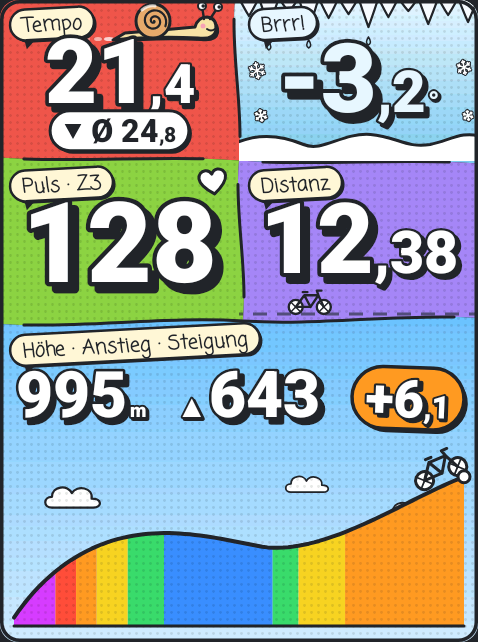 Tempo
21,4
▼ Ø 24,8
Brrr!
-3,2°
Puls · Z3
128
Distanz
12,38
Höhe · Anstieg · Steigung
995m ▲643 +6,1